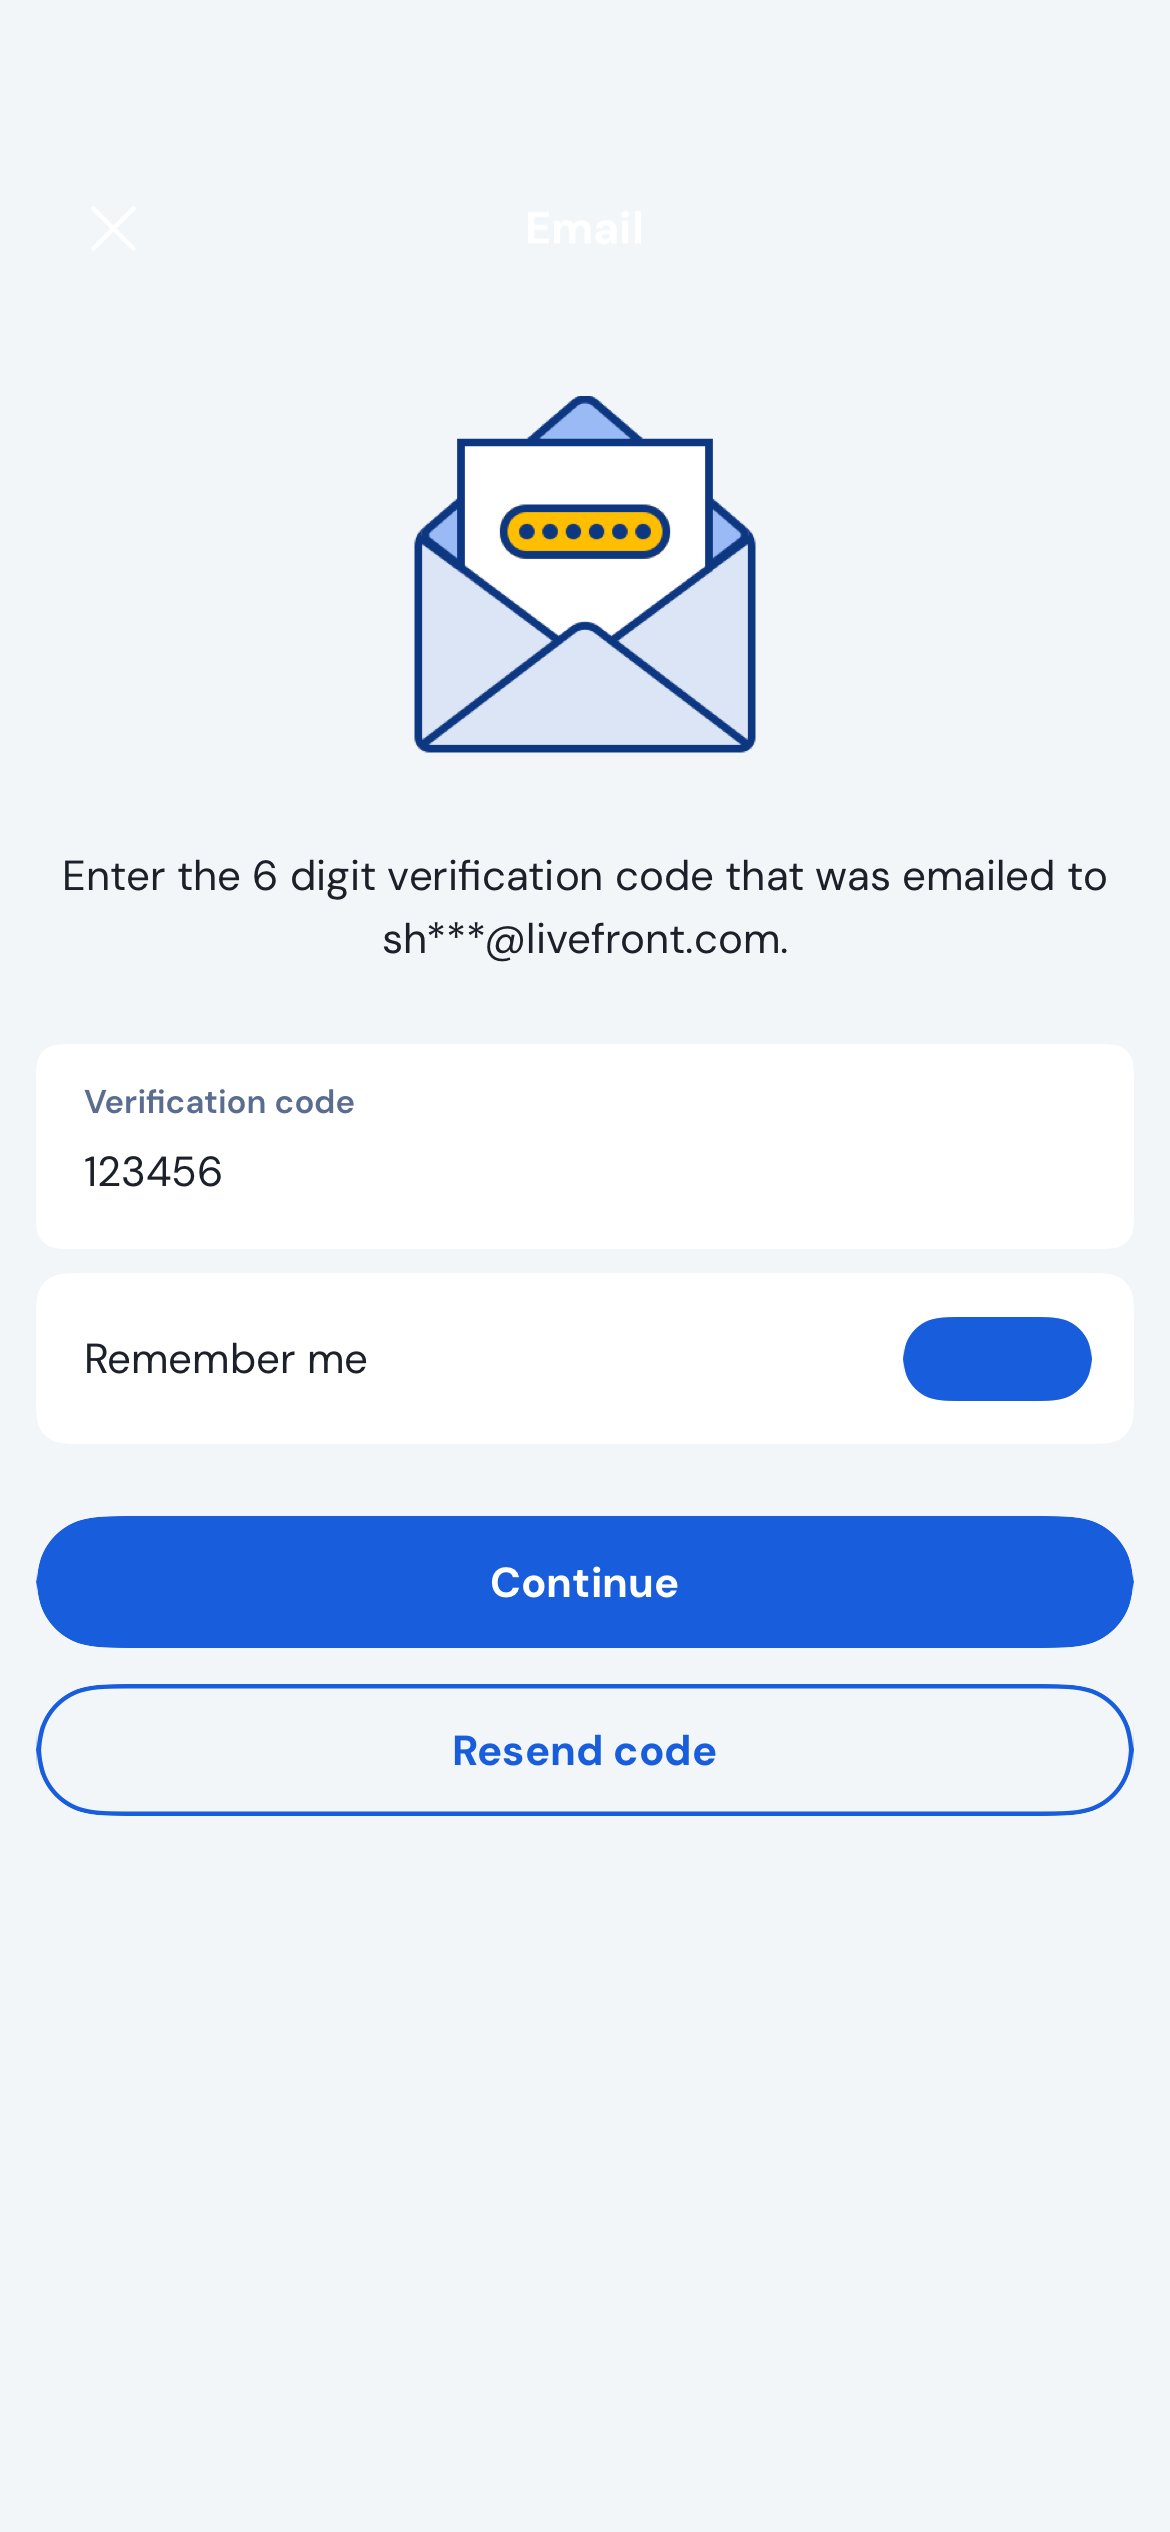 Email
Enter the 6 digit verification code that was emailed to
sh***@livefront.com.
Verification code
123456
Remember me
Continue
Resend code